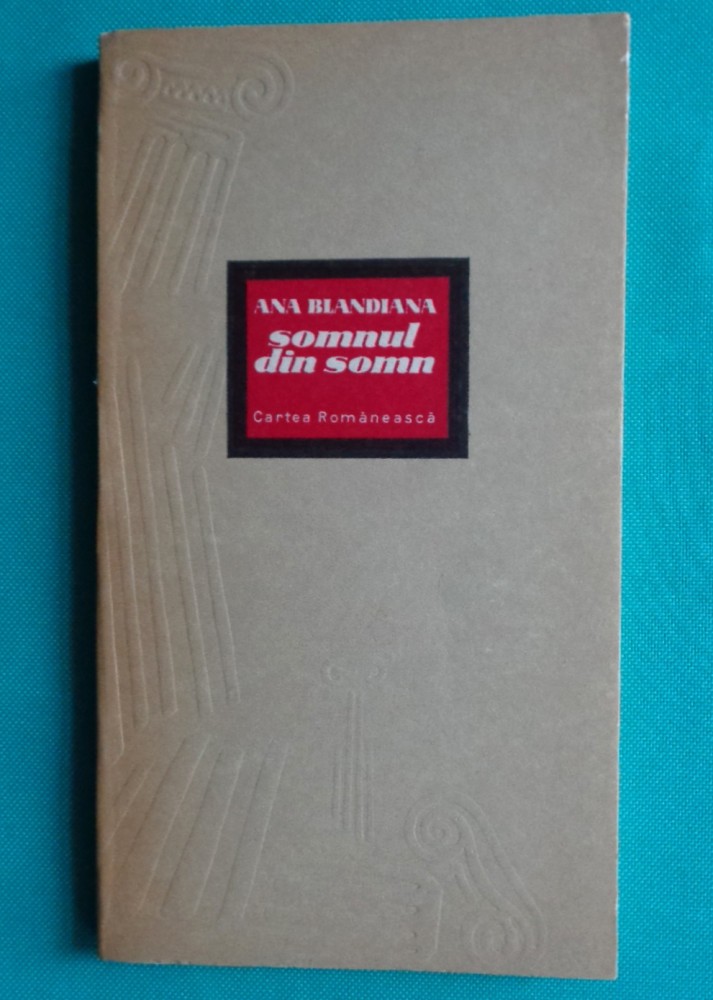 ANA BLANDIANA
somnul
din somn
Cartea Românească